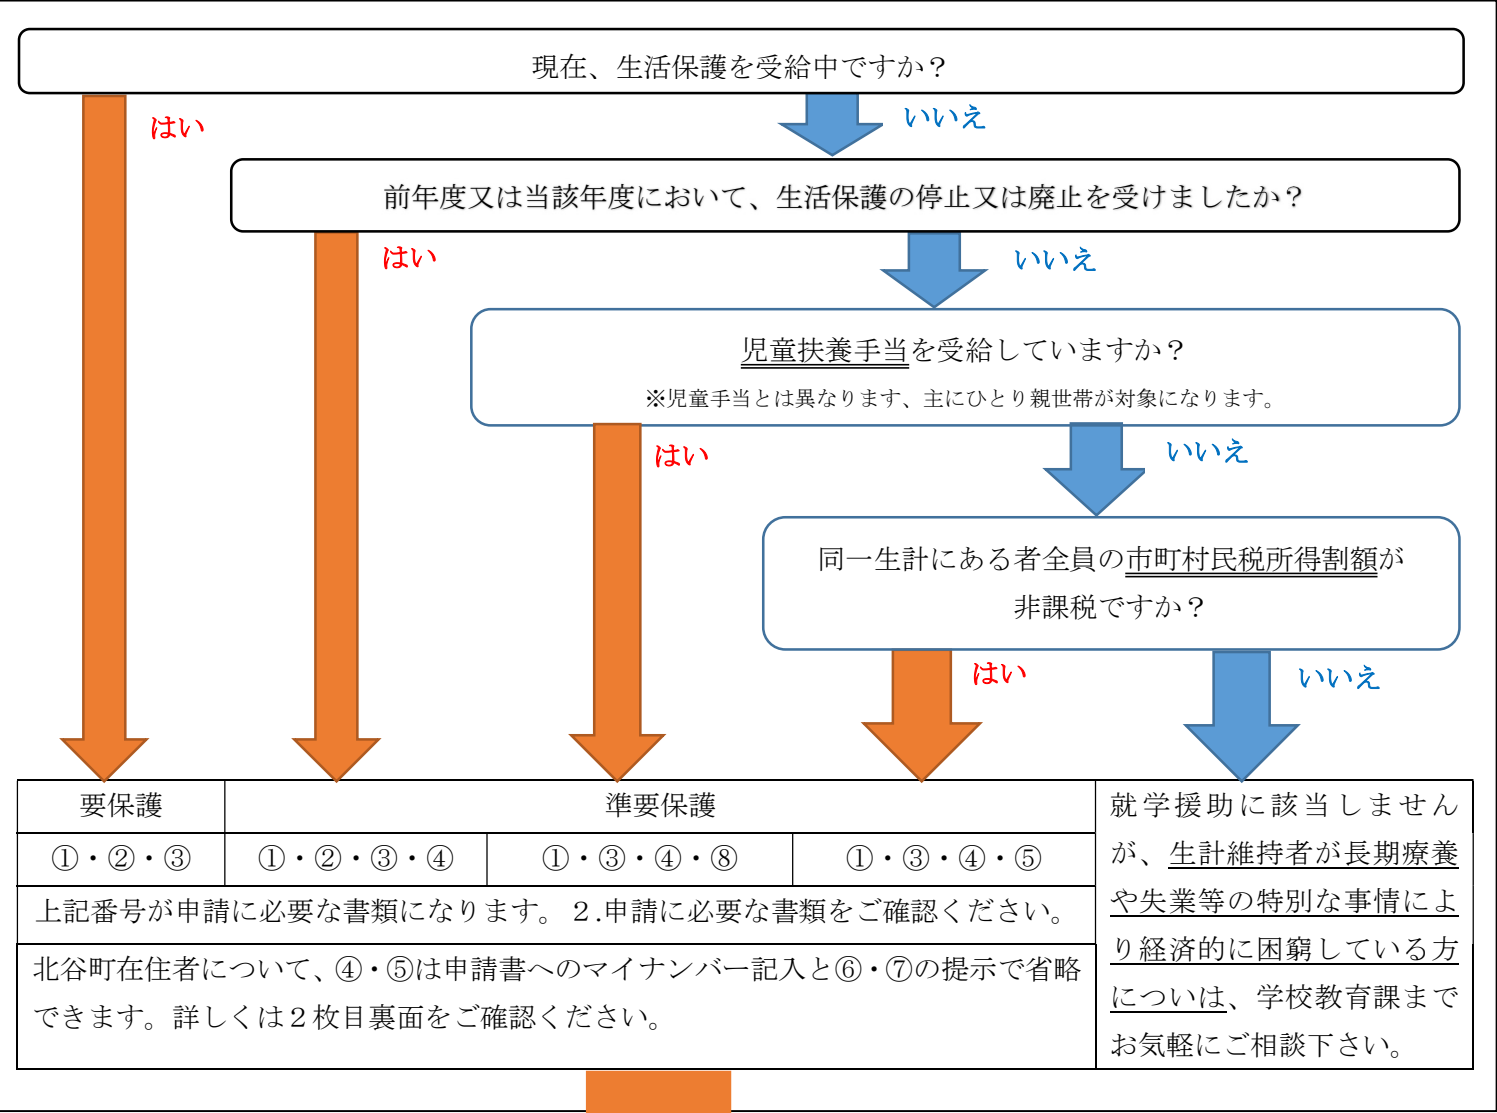 現在、生活保護を受給中ですか？
はい
いいえ
前年度又は当該年度において、生活保護の停止又は廃止を受けましたか？
はい
いいえ
児童扶養手当を受給していますか？
※児童手当とは異なります、主にひとり親世帯が対象になります。
はい
いいえ
同一生計にある者全員の市町村民税所得割額が
非課税ですか？
はい
いいえ
要保護
準要保護
①・②・③
①・②・③・④
①・③・④・⑧
①・③・④・⑤
上記番号が申請に必要な書類になります。２.申請に必要な書類をご確認ください。
北谷町在住者について、④・⑤は申請書へのマイナンバー記入と⑥・⑦の提示で省略
できます。詳しくは２枚目裏面をご確認ください。
就学援助に該当しません
が、生計維持者が長期療養
や失業等の特別な事情によ
り経済的に困窮している方
についは、学校教育課まで
お気軽にご相談下さい。